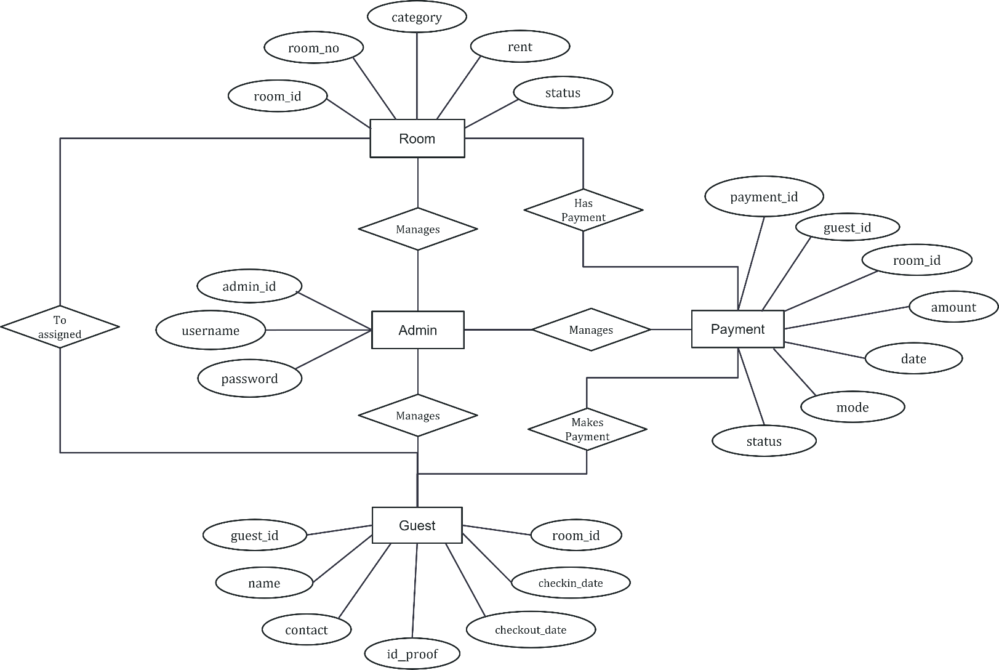 category
room_no
rent
room_id
status
Room
Has
Payment
payment_id
Manages
guest_id
room_id
admin_id
amount
To
assigned
username
Admin
Manages
Payment
date
password
mode
Manages
Makes
Payment
status
Guest
guest_id
room_id
name
checkin_date
contact
checkout_date
id_proof